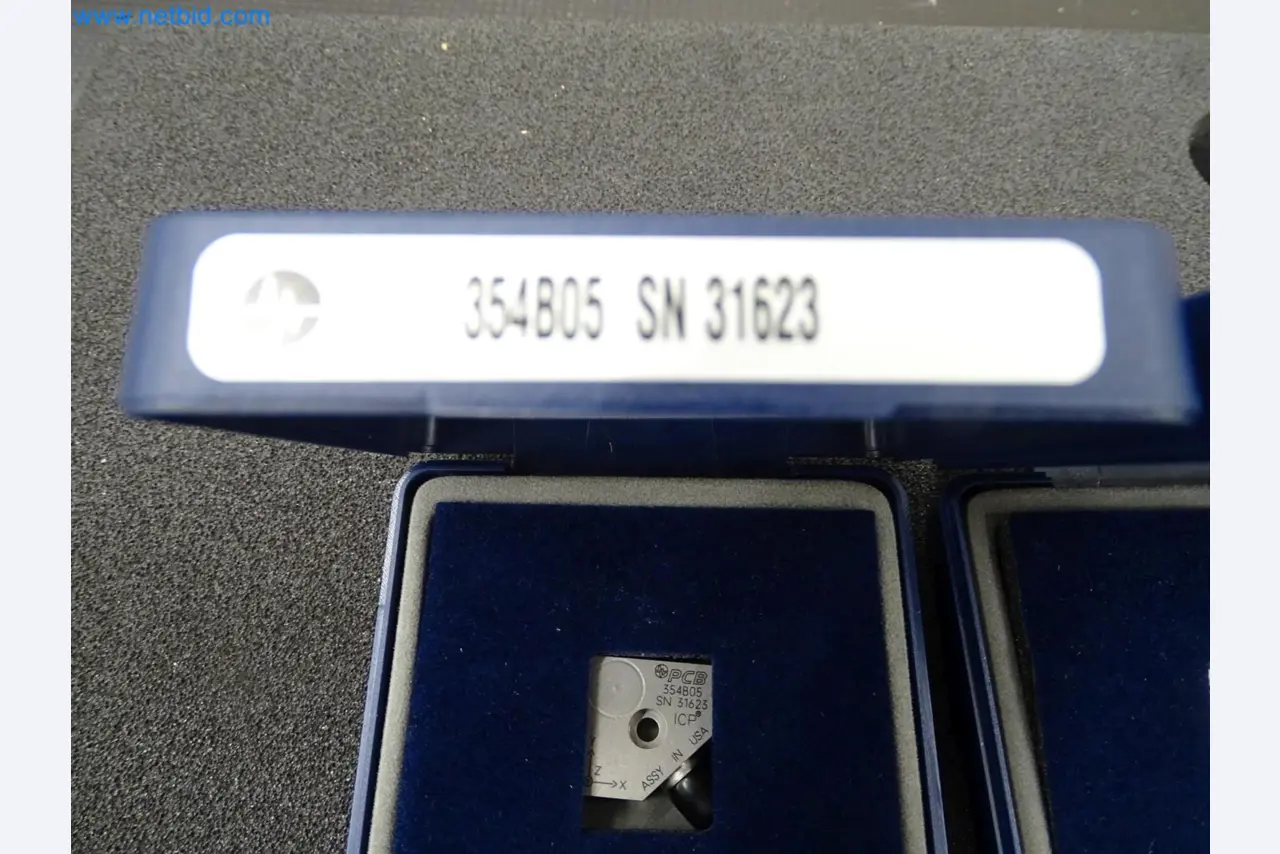 www.netbid.com
354B05 SN 31623
PCB
354B05
SN 31623
ICP®
ASSY IN USA
Z
X